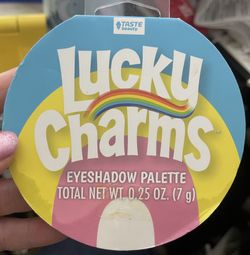 TASTE
beauty
Lucky
Charms
EYESHADOW PALETTE
TOTAL NET WT. 0.25 OZ. (7 g)